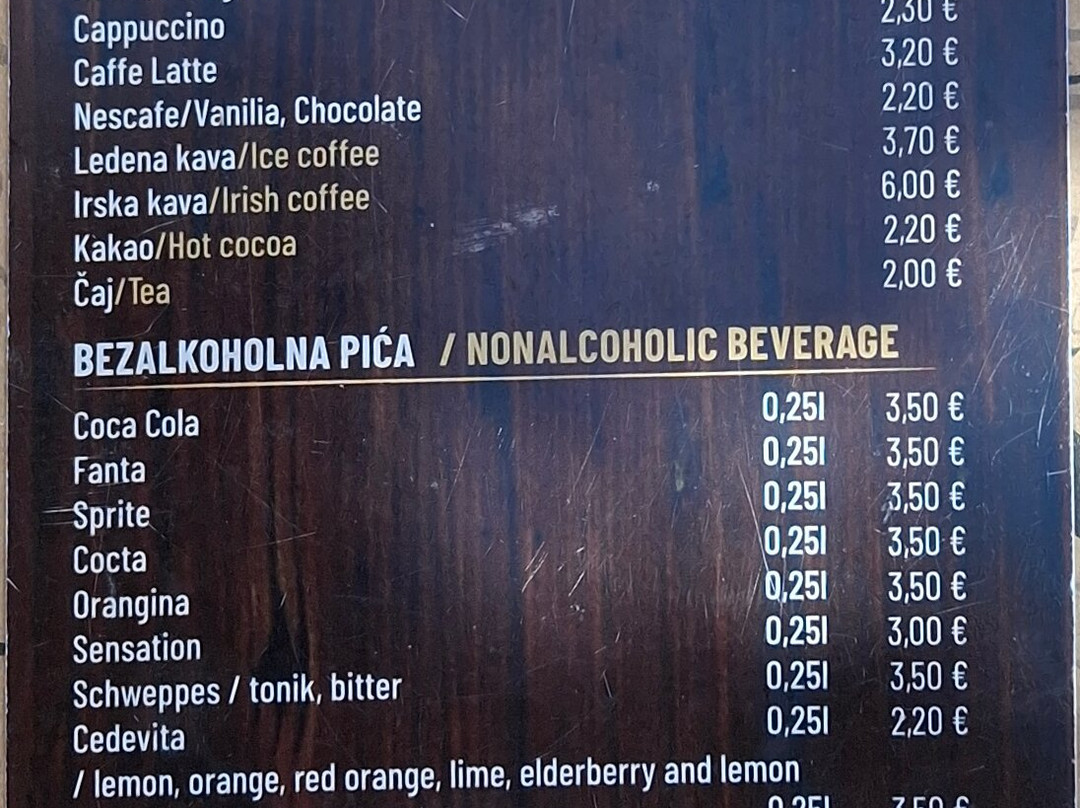 Cappuccino 2,30 €
Caffe Latte 3,20 €
Nescafe/Vanilia, Chocolate 2,20 €
Ledena kava/Ice coffee 3,70 €
Irska kava/Irish coffee 6,00 €
Kakao/Hot cocoa 2,20 €
Čaj/Tea 2,00 €
BEZALKOHOLNA PIĆA / NONALCOHOLIC BEVERAGE
Coca Cola 0,25l 3,50 €
Fanta 0,25l 3,50 €
Sprite 0,25l 3,50 €
Cocta 0,25l 3,50 €
Orangina 0,25l 3,50 €
Sensation 0,25l 3,00 €
Schweppes / tonik, bitter 0,25l 3,50 €
Cedevita 0,25l 2,20 €
/ lemon, orange, red orange, lime, elderberry and lemon